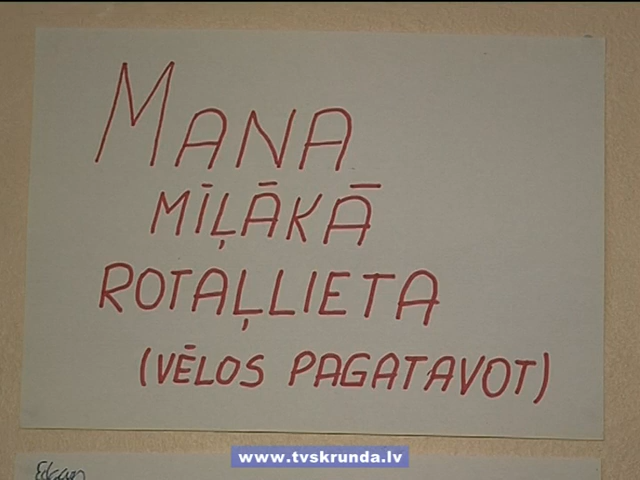 MANA
MĪĻĀKĀ
ROTAĻLIETA
(VĒLOS PAGATAVOT)
www.tvskrunda.lv